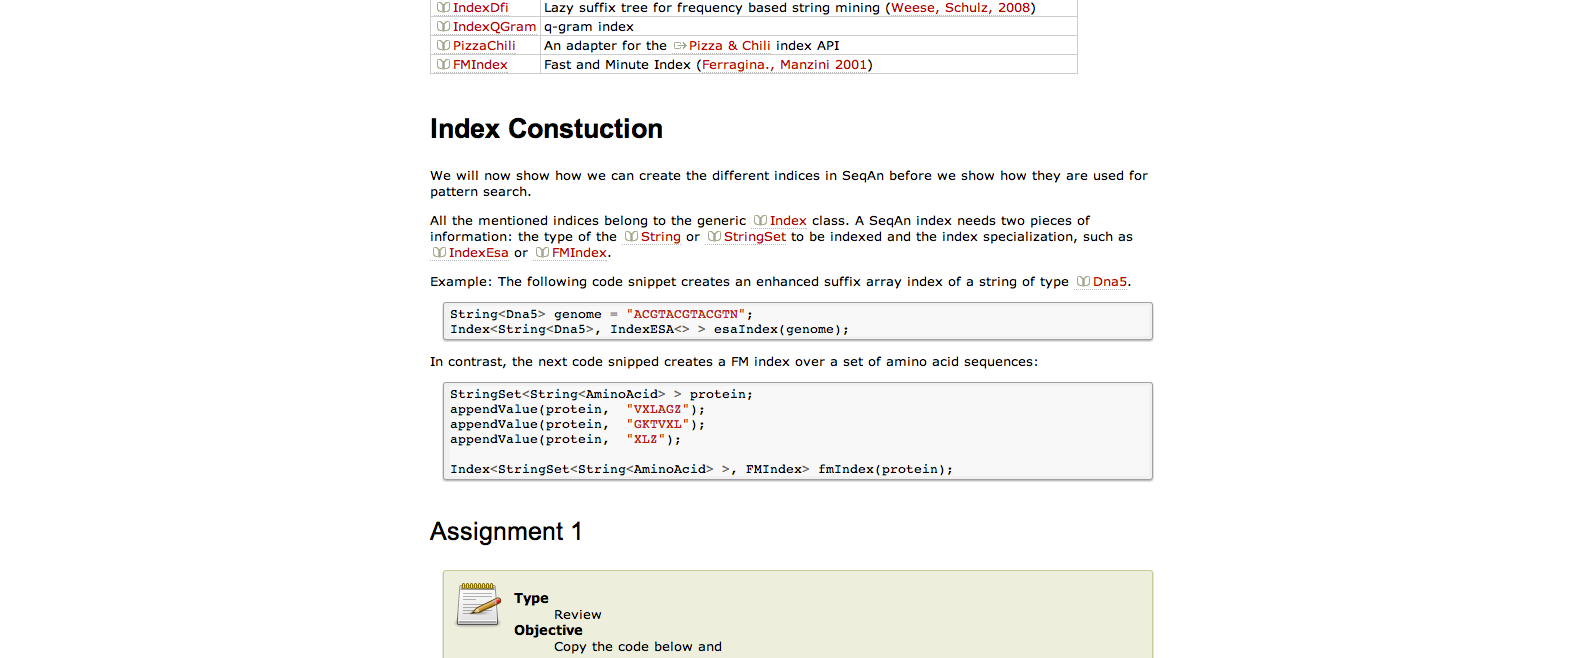 IndexDfi Lazy suffix tree for frequency based string mining (Weese, Schulz, 2008)
IndexQGram q-gram index
PizzaChili An adapter for the Pizza & Chili index API
FMIndex Fast and Minute Index (Ferragina., Manzini 2001)
Index Constuction
We will now show how we can create the different indices in SeqAn before we show how they are used for
pattern search.
All the mentioned indices belong to the generic Index class. A SeqAn index needs two pieces of
information: the type of the String or StringSet to be indexed and the index specialization, such as
IndexEsa or FMIndex.
Example: The following code snippet creates an enhanced suffix array index of a string of type Dna5.
String<Dna5> genome = "ACGTACGTACGTN";
Index<String<Dna5>, IndexESA<> > esaIndex(genome);
In contrast, the next code snipped creates a FM index over a set of amino acid sequences:
StringSet<String<AminoAcid> > protein;
appendValue(protein,  "VXLAGZ");
appendValue(protein,  "GKTVXL");
appendValue(protein,  "XLZ");
Index<StringSet<String<AminoAcid> >, FMIndex> fmIndex(protein);
Assignment 1
Type
Review
Objective
Copy the code below and